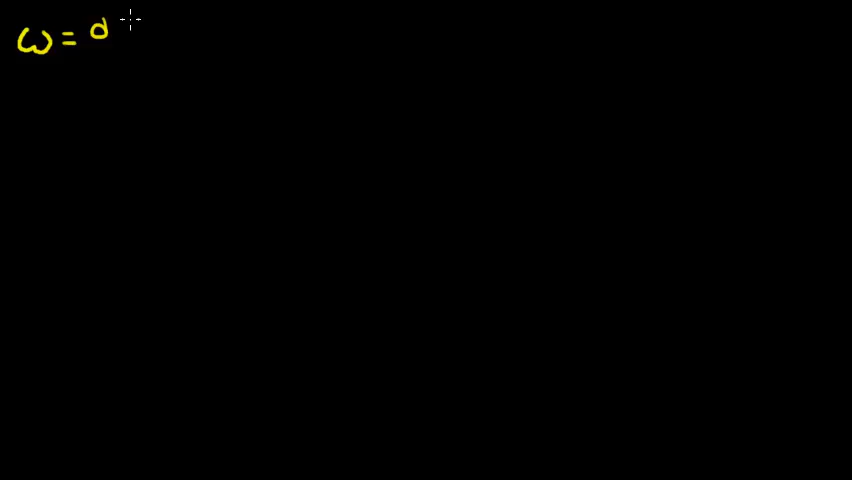 ω = d